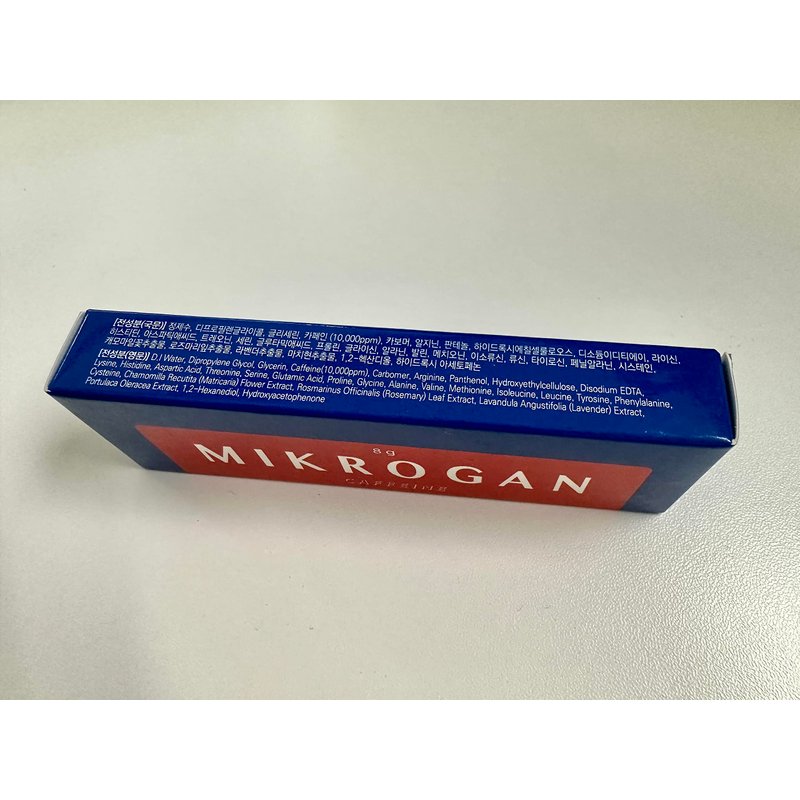 [전성분(국문)] 정제수, 디프로필렌글라이콜, 글리세린, 카페인 (10,000ppm), 카보머, 알지닌, 판테놀, 하이드록시에칠셀룰로오스, 디소듐이디티에이, 라이신,
히스티딘, 아스파틱애씨드, 트레오닌, 세린, 글루타믹애씨드, 프롤린, 글라이신, 알라닌, 발린, 메치오닌, 이소류신, 류신, 타이로신, 페닐알라닌, 시스테인,
캐모마일꽃추출물, 로즈마리잎추출물, 라벤더추출물, 마치현추출물, 1,2-헥산디올, 하이드록시 아세토페논
[전성분(영문)] D.I Water, Dipropylene Glycol, Glycerin, Caffeine(10,000ppm), Carbomer, Arginine, Panthenol, Hydroxyethylcellulose, Disodium EDTA,
Lysine, Histidine, Aspartic Acid, Threonine, Serine, Glutamic Acid, Proline, Glycine, Alanine, Valine, Methionine, Isoleucine, Leucine, Tyrosine, Phenylalanine,
Cysteine, Chamomilla Recutita (Matricaria) Flower Extract, Rosmarinus Officinalis (Rosemary) Leaf Extract, Lavandula Angustifolia (Lavender) Extract,
Portulaca Oleracea Extract, 1,2-Hexanediol, Hydroxyacetophenone
8g
MIKROGAN
CAFFEINE